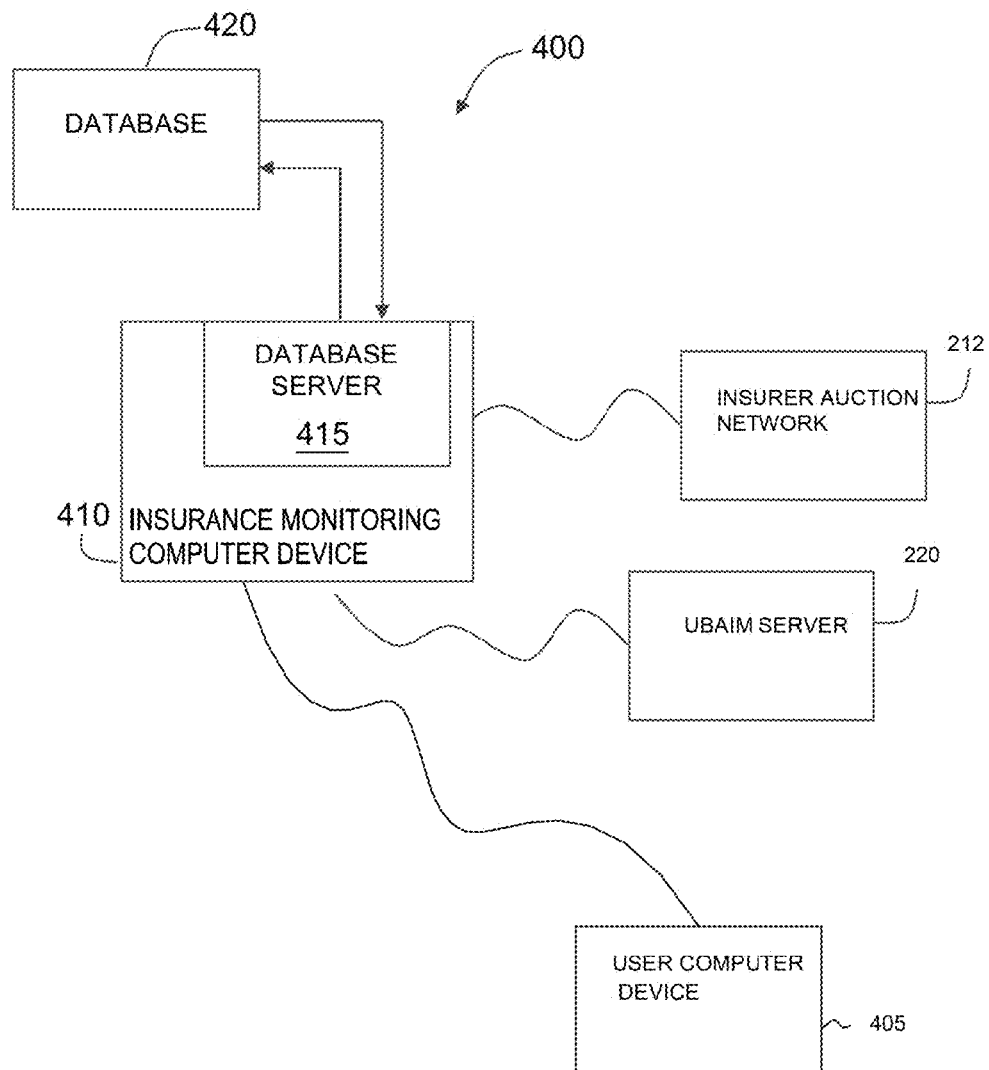 420
400
DATABASE
DATABASE
SERVER
415
410
INSURANCE MONITORING
COMPUTER DEVICE
212
INSURER AUCTION
NETWORK
220
UBAIM SERVER
USER COMPUTER
DEVICE
405